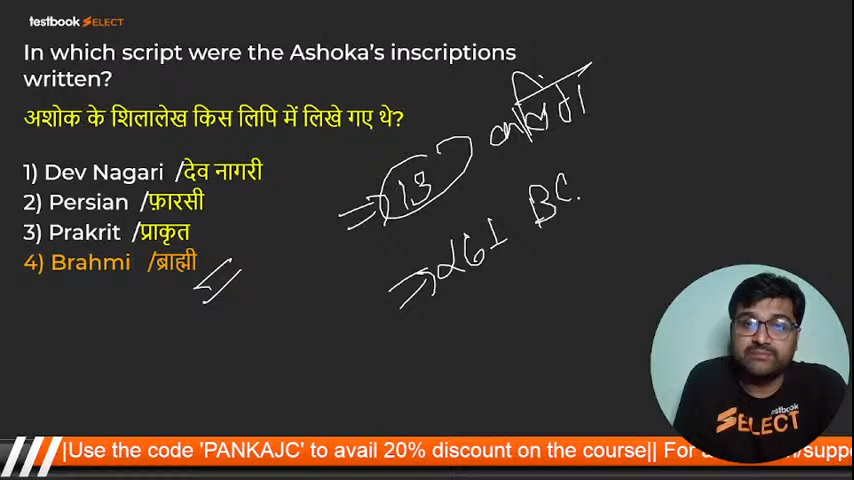 testbook SELECT
In which script were the Ashoka's inscriptions
written?
अशोक के शिलालेख किस लिपि में लिखे गए थे?
1) Dev Nagari /देव नागरी
2) Persian /फ़ारसी
3) Prakrit /प्राकृत
4) Brahmi /ब्राह्मी
13 कलिंग
261 BC.
testbook
SELECT
|Use the code 'PANKAJC' to avail 20% discount on the course|| For